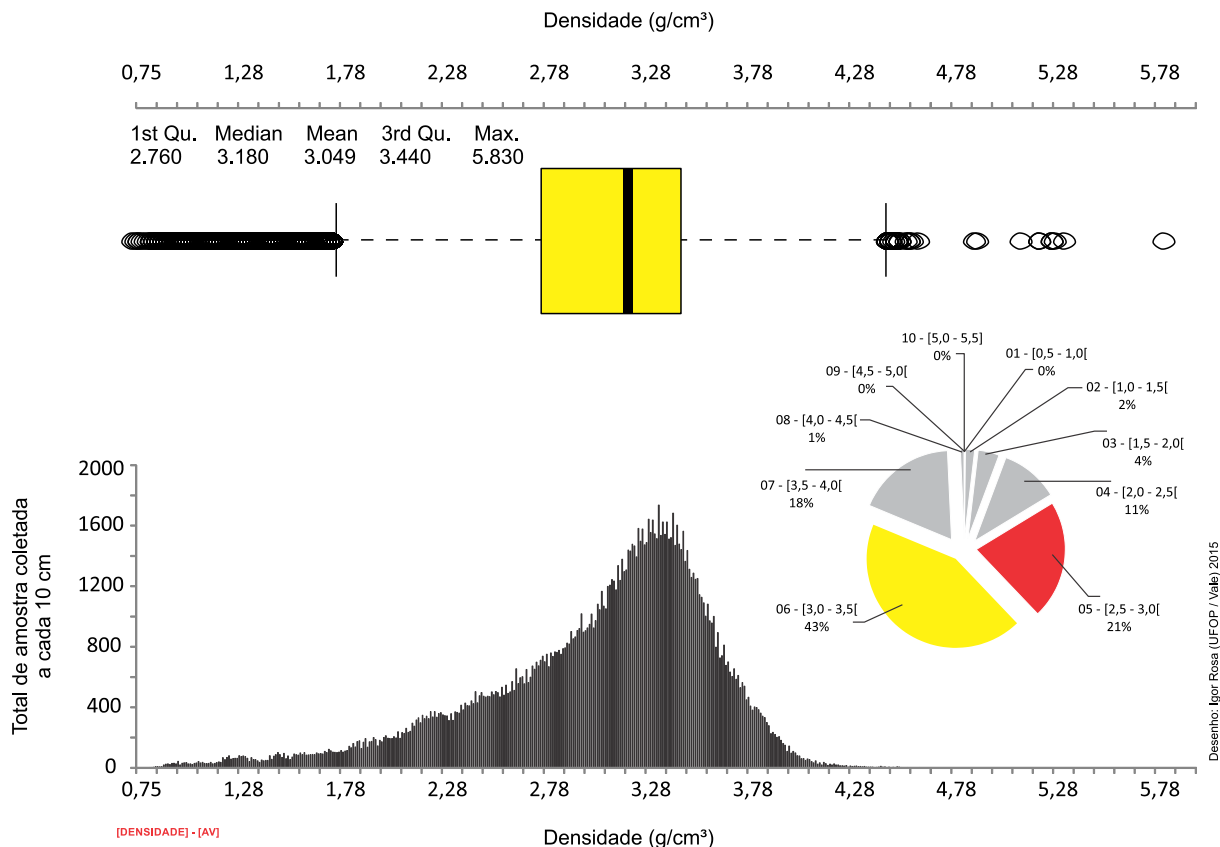 Densidade (g/cm³)
0,75 1,28 1,78 2,28 2,78 3,28 3,78 4,28 4,78 5,28 5,78
1st Qu. Median Mean 3rd Qu. Max.
2.760 3.180 3.049 3.440 5.830
10 - [5,0 - 5,5]
0%
01 - [0,5 - 1,0[
0%
09 - [4,5 - 5,0[
0%
02 - [1,0 - 1,5[
2%
08 - [4,0 - 4,5[
1%
03 - [1,5 - 2,0[
4%
07 - [3,5 - 4,0[
18%
04 - [2,0 - 2,5[
11%
06 - [3,0 - 3,5[
43%
05 - [2,5 - 3,0[
21%
Total de amostra coletada
a cada 10 cm
2000
1600
1200
800
400
0
0,75 1,28 1,78 2,28 2,78 3,28 3,78 4,28 4,78 5,28 5,78
Densidade (g/cm³)
[DENSIDADE] - [AV]
Desenho: Igor Rosa (UFOP / Vale) 2015